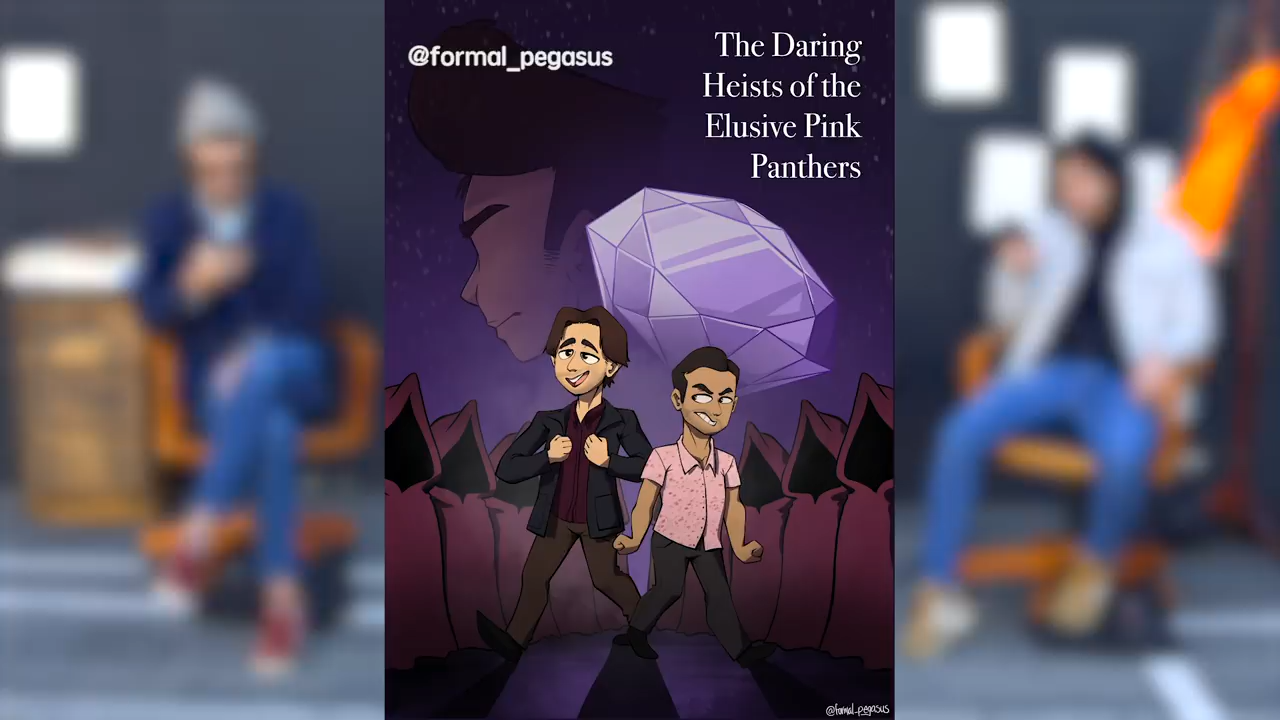 @formal_pegasus
The Daring
Heists of the
Elusive Pink
Panthers
@formal_pegasus